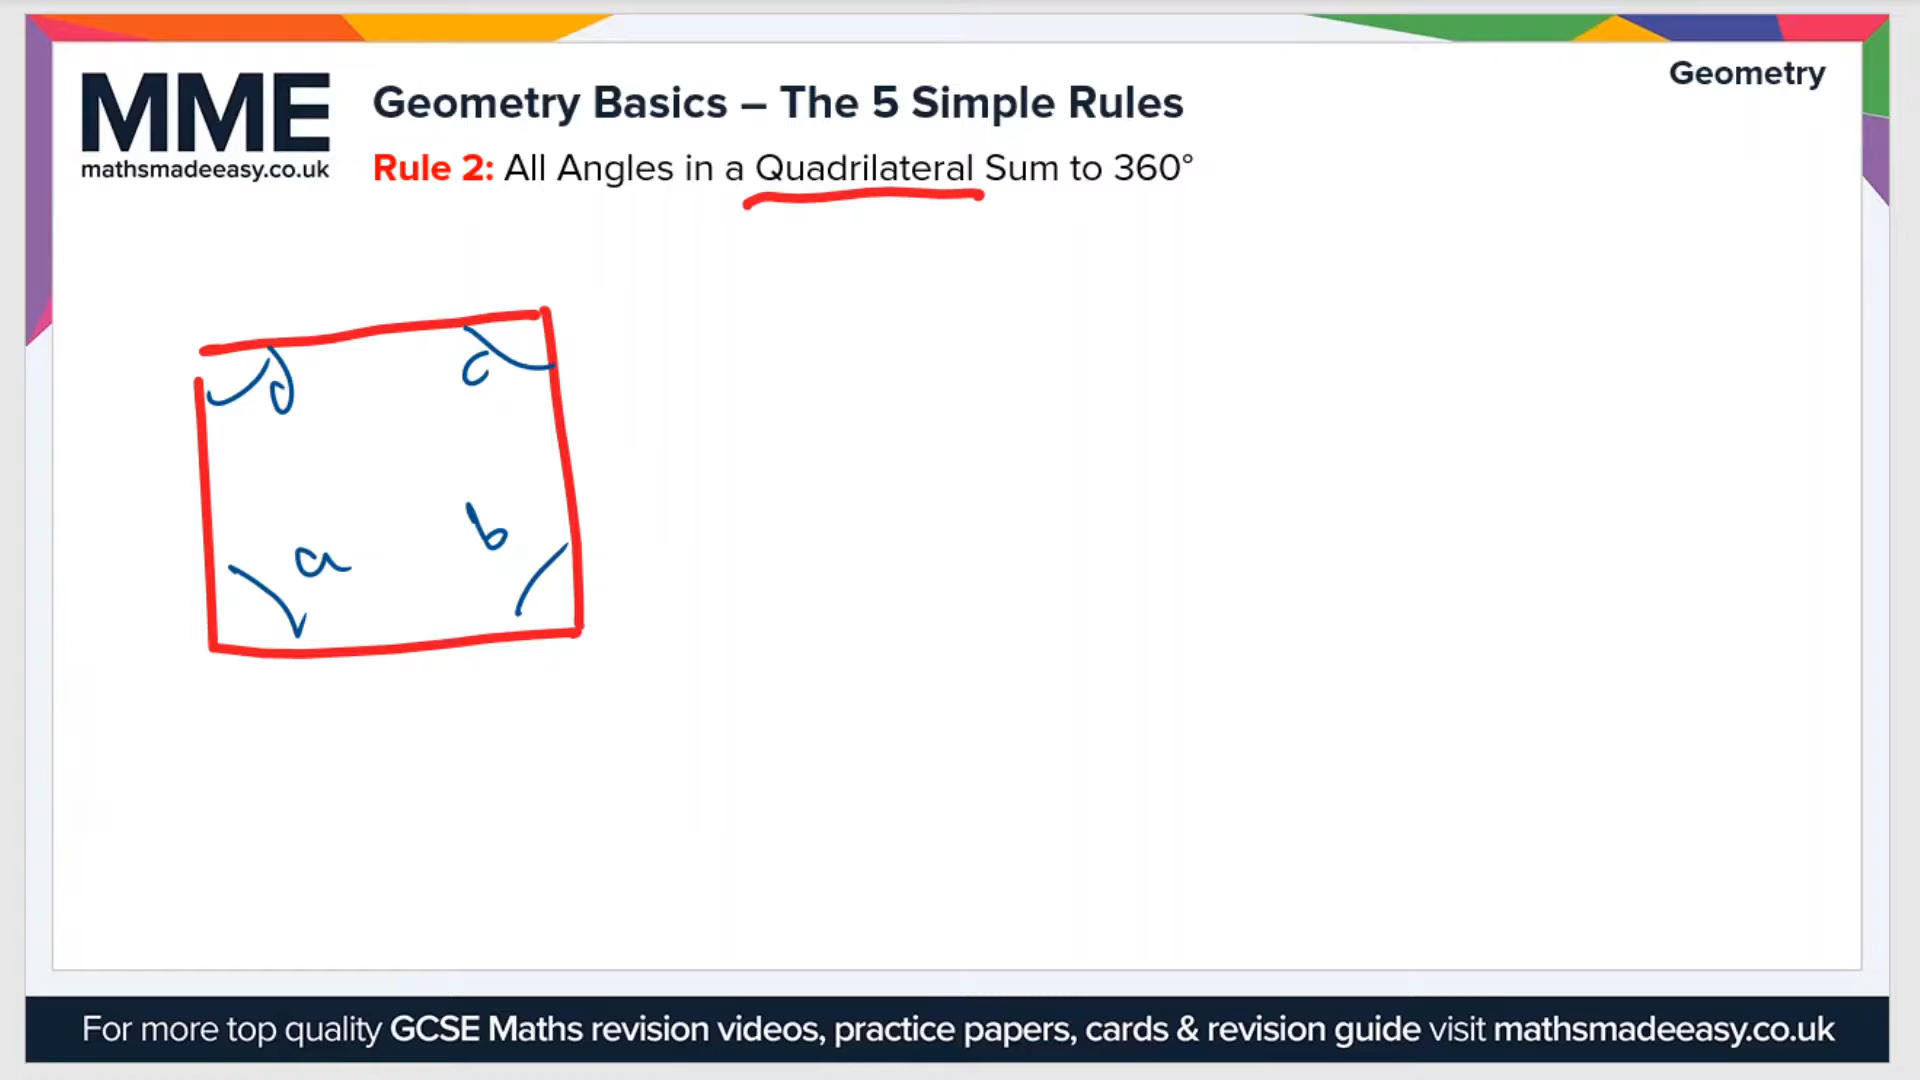 Geometry
MME
mathsmadeeasy.co.uk
Geometry Basics – The 5 Simple Rules
Rule 2: All Angles in a Quadrilateral Sum to 360°
d c
a b
For more top quality GCSE Maths revision videos, practice papers, cards & revision guide visit mathsmadeeasy.co.uk